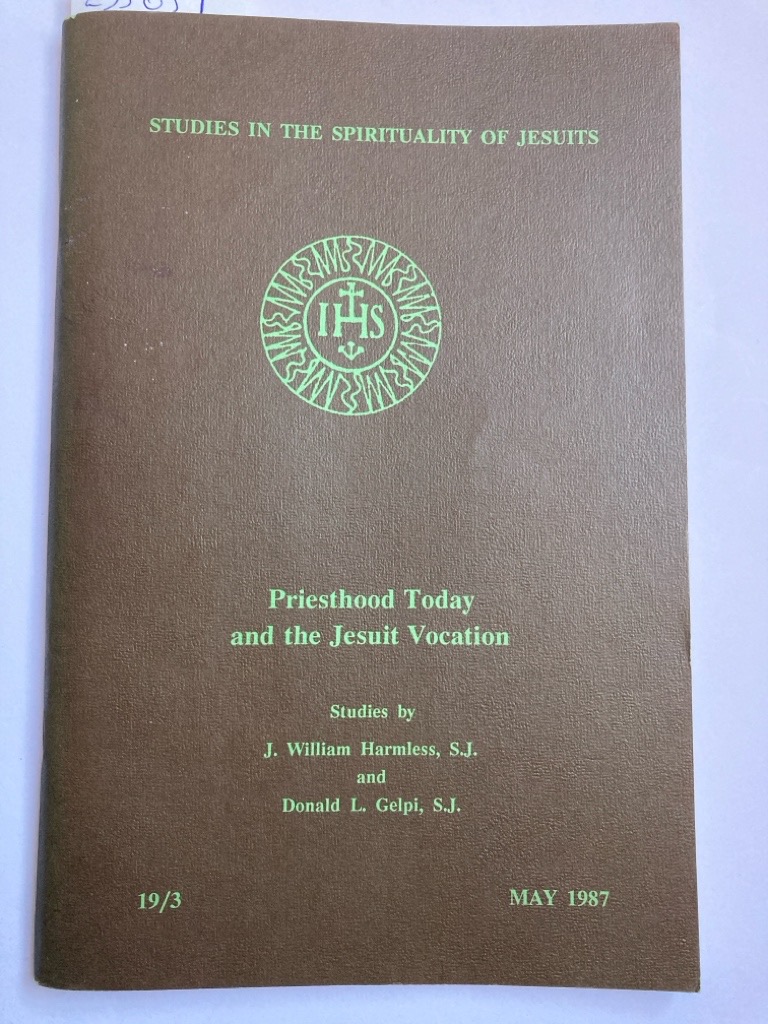 STUDIES IN THE SPIRITUALITY OF JESUITS
IHS
Priesthood Today
and the Jesuit Vocation
Studies by
J. William Harmless, S.J.
and
Donald L. Gelpi, S.J.
19/3
MAY 1987